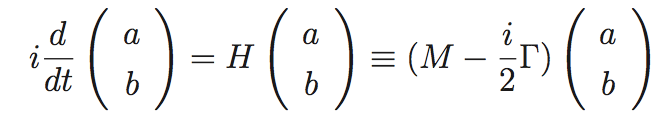 i d/dt ( a b ) = H ( a b ) ≡ (M − i/2 Γ) ( a b )